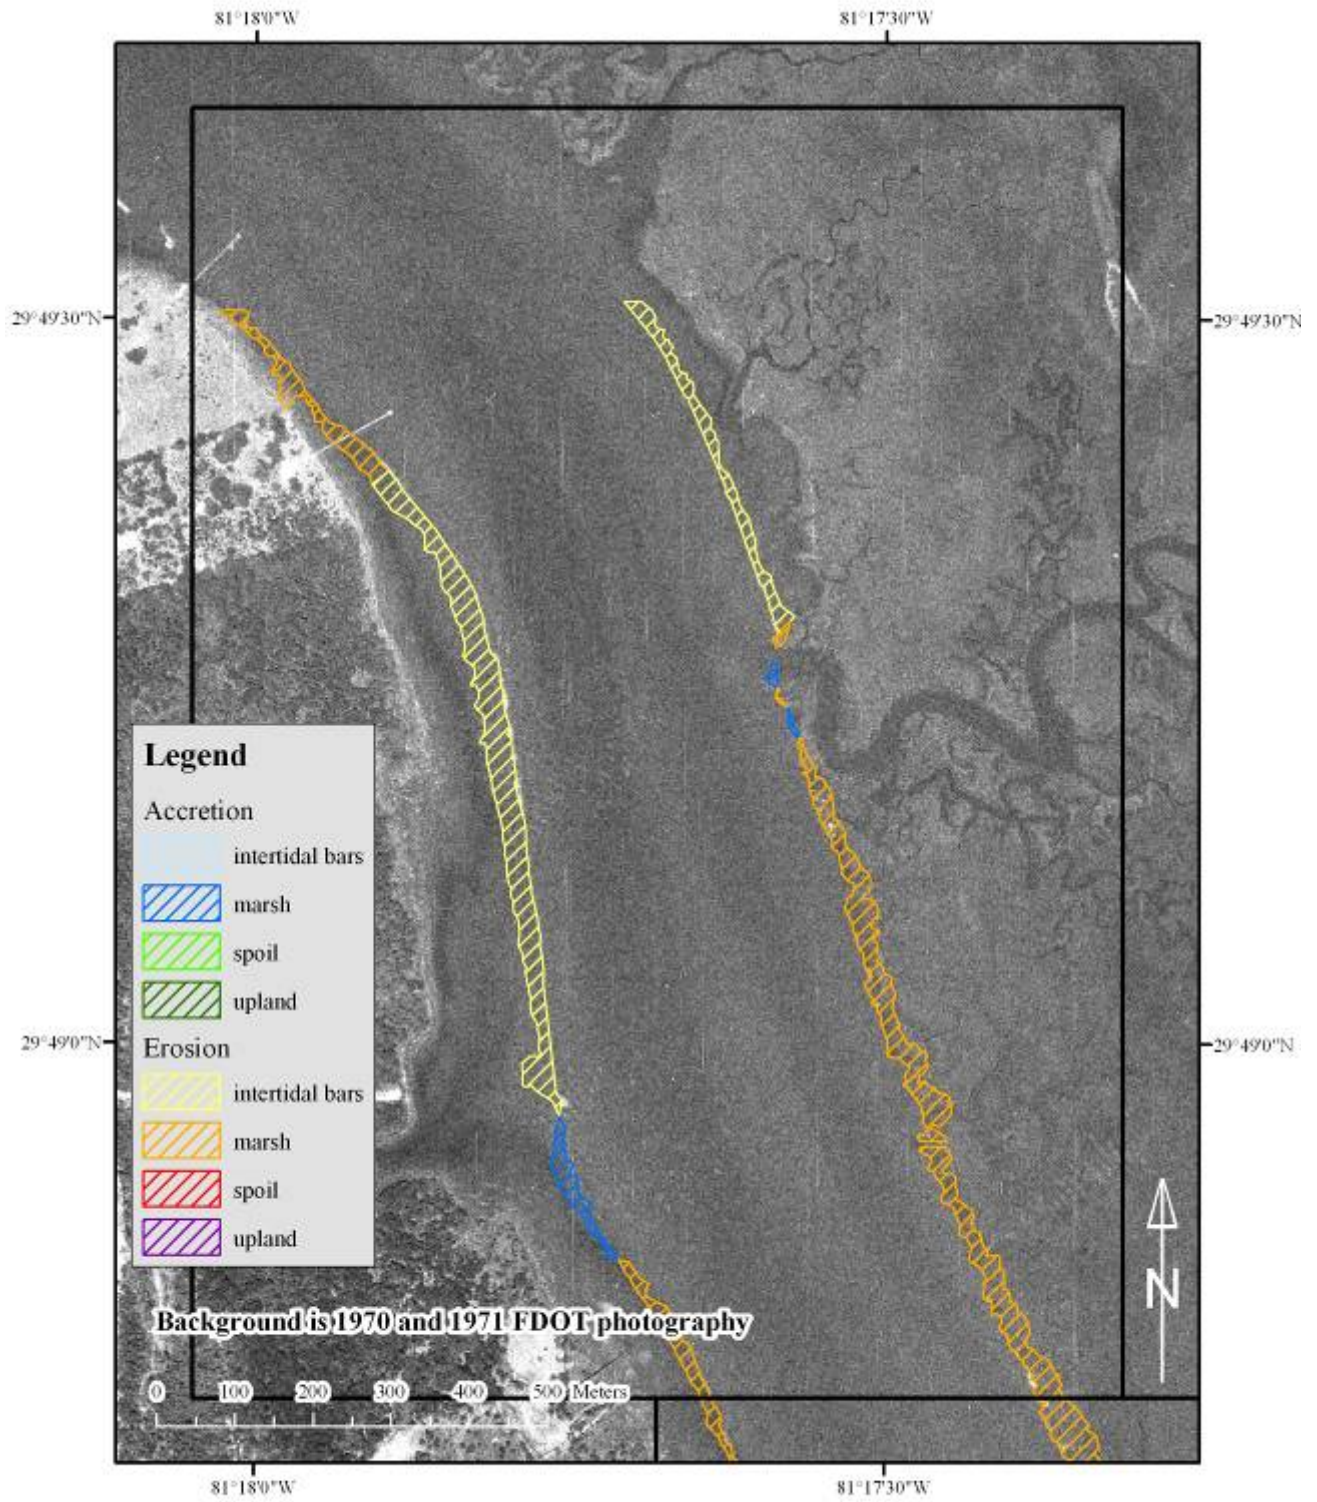 81°18'0"W 81°17'30"W
29°49'30"N 29°49'30"N
Legend
Accretion
intertidal bars
marsh
spoil
upland
29°49'0"N 29°49'0"N
Erosion
intertidal bars
marsh
spoil
upland
N
Background is 1970 and 1971 FDOT photography
0 100 200 300 400 500 Meters
81°18'0"W 81°17'30"W